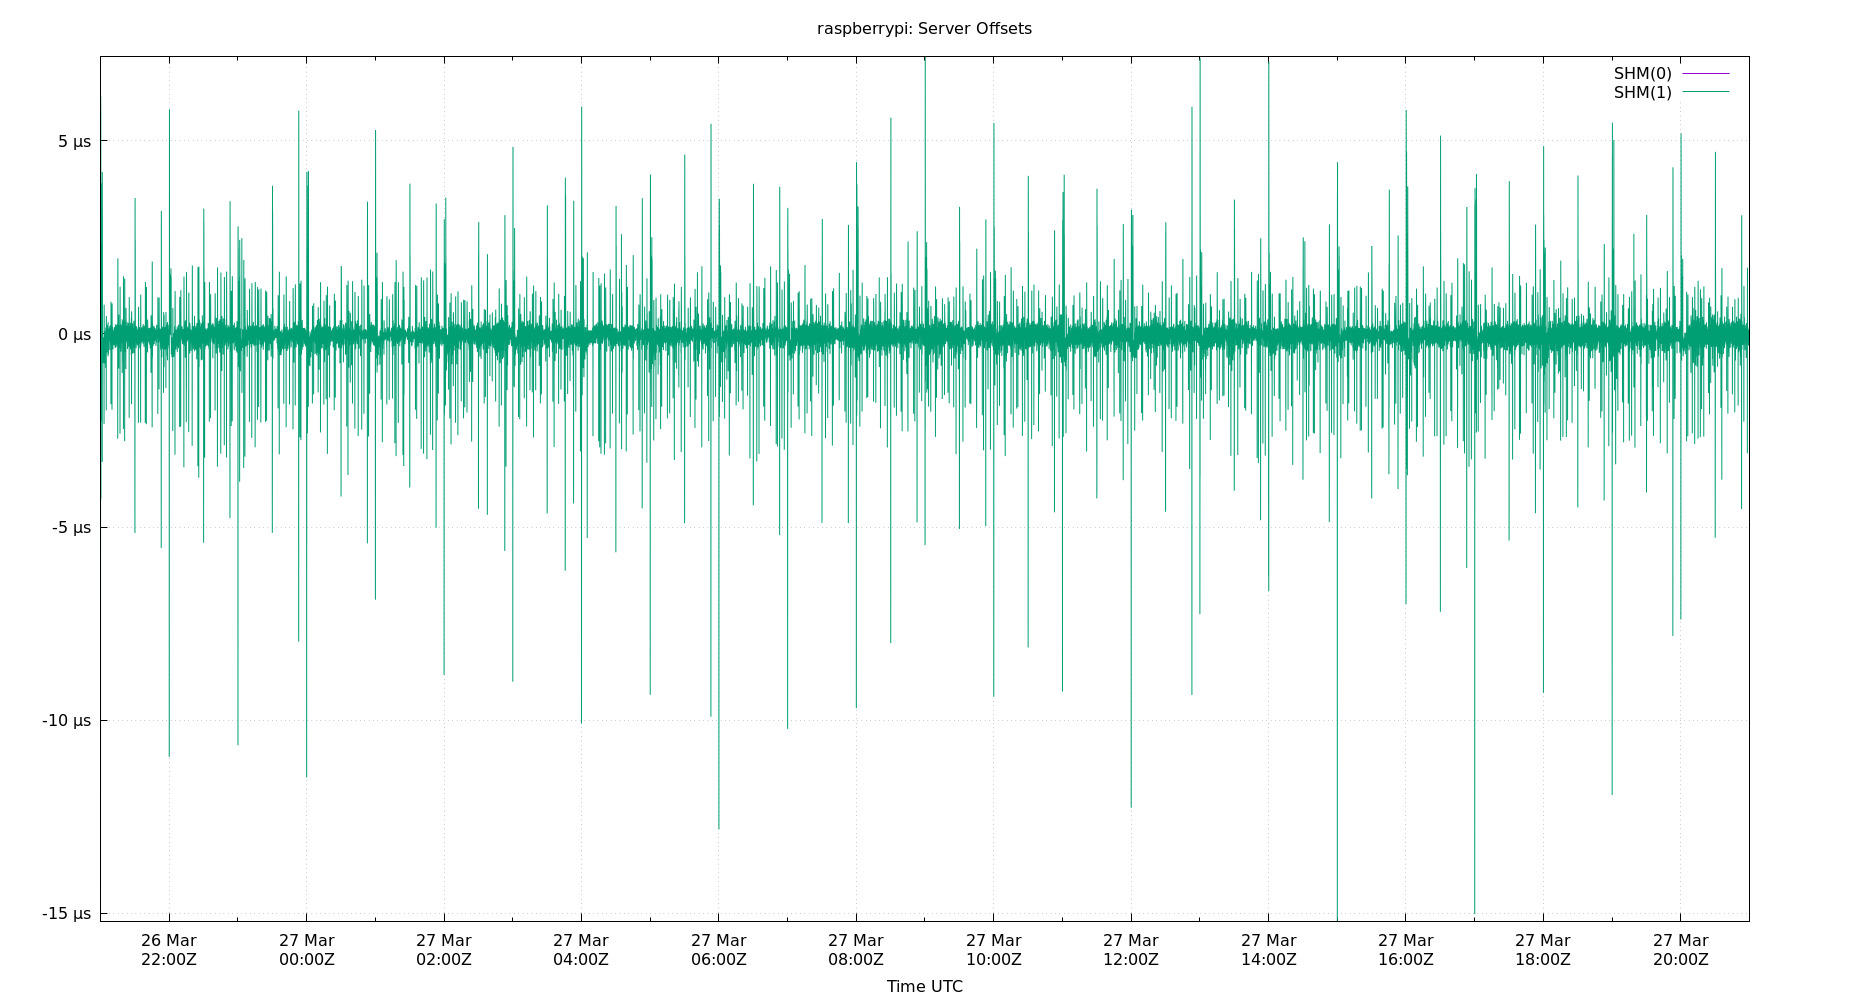 raspberrypi: Server Offsets
SHM(0)
SHM(1)
5 µs
0 µs
-5 µs
-10 µs
-15 µs
26 Mar 27 Mar 27 Mar 27 Mar 27 Mar 27 Mar 27 Mar 27 Mar 27 Mar 27 Mar 27 Mar 27 Mar
22:00Z 00:00Z 02:00Z 04:00Z 06:00Z 08:00Z 10:00Z 12:00Z 14:00Z 16:00Z 18:00Z 20:00Z
Time UTC